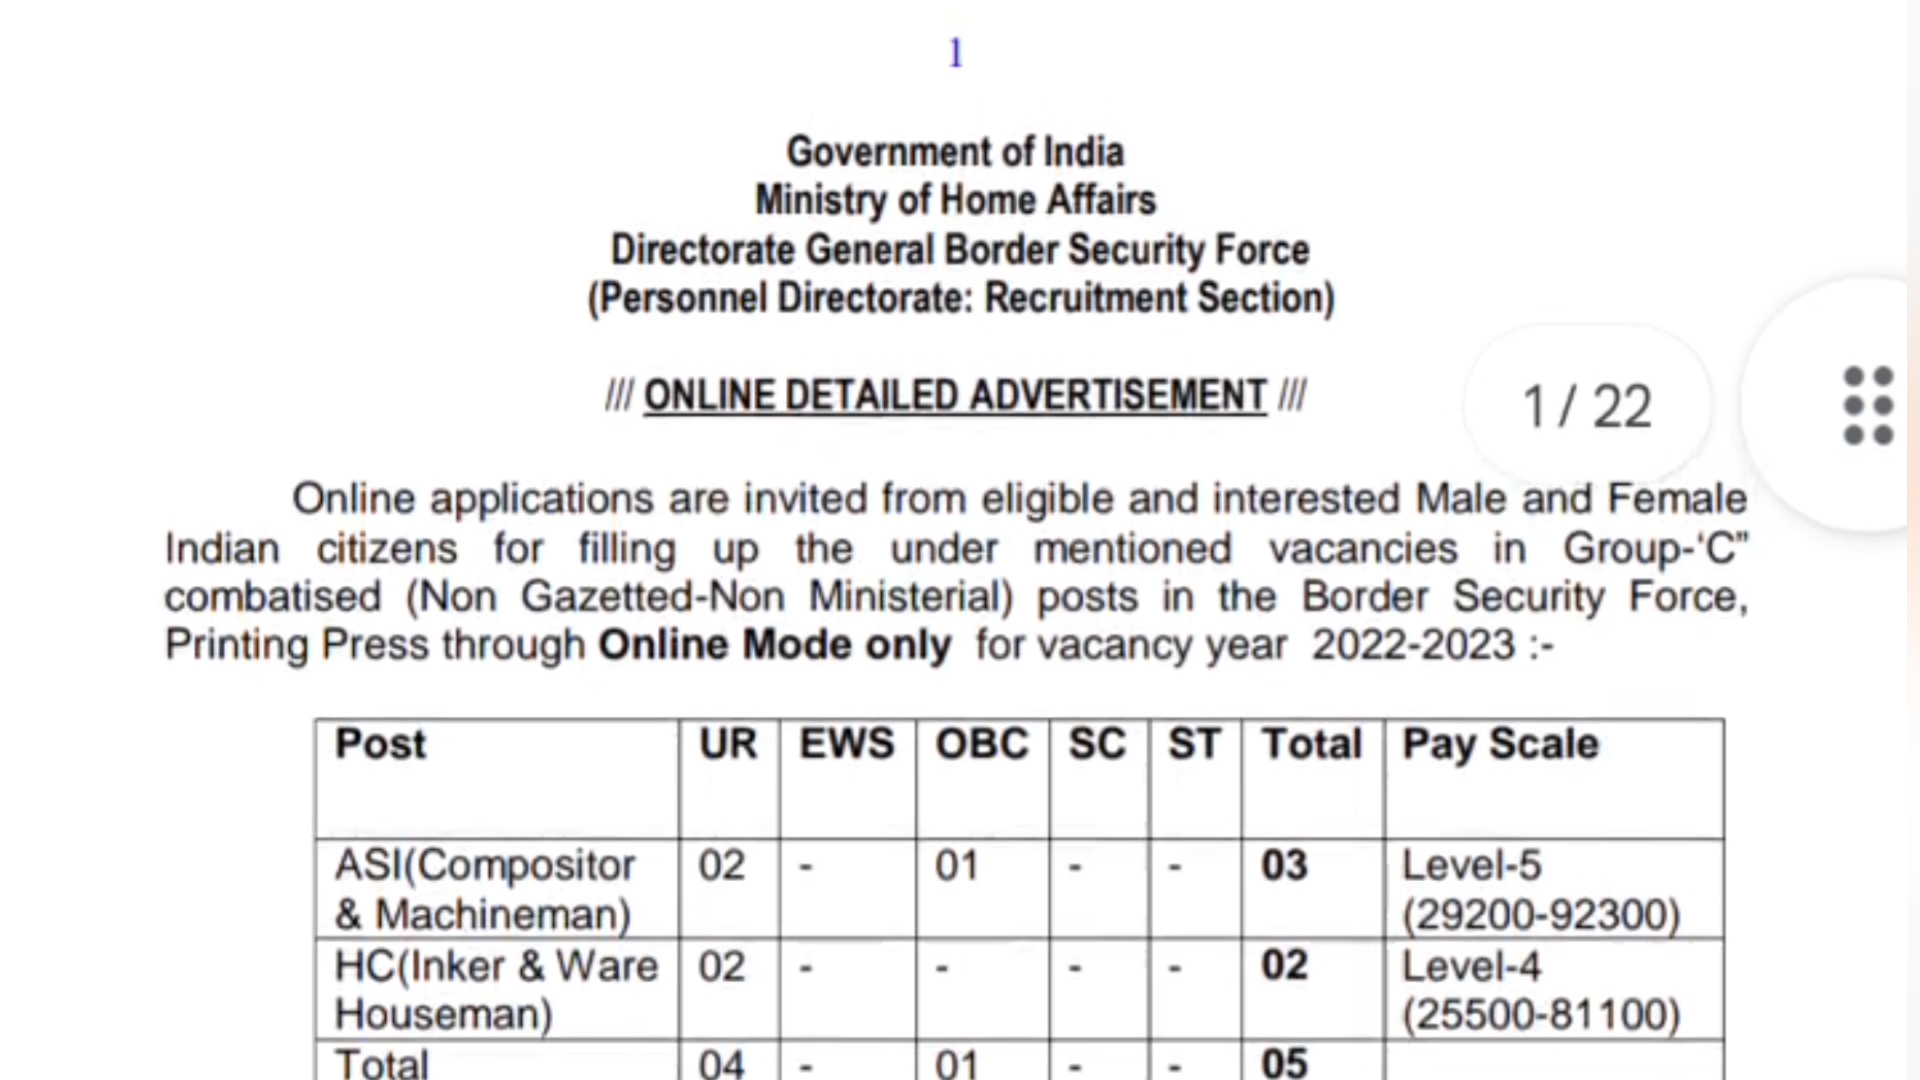 1
Government of India
Ministry of Home Affairs
Directorate General Border Security Force
(Personnel Directorate: Recruitment Section)
/// ONLINE DETAILED ADVERTISEMENT ///
1 / 22
Online applications are invited from eligible and interested Male and Female
Indian citizens for filling up the under mentioned vacancies in Group-‘C”
combatised (Non Gazetted-Non Ministerial) posts in the Border Security Force,
Printing Press through Online Mode only for vacancy year 2022-2023 :-
Post UR EWS OBC SC ST Total Pay Scale
ASI(Compositor 02 - 01 - - 03 Level-5
& Machineman) (29200-92300)
HC(Inker & Ware 02 - - - - 02 Level-4
Houseman) (25500-81100)
Total 04 - 01 - - 05